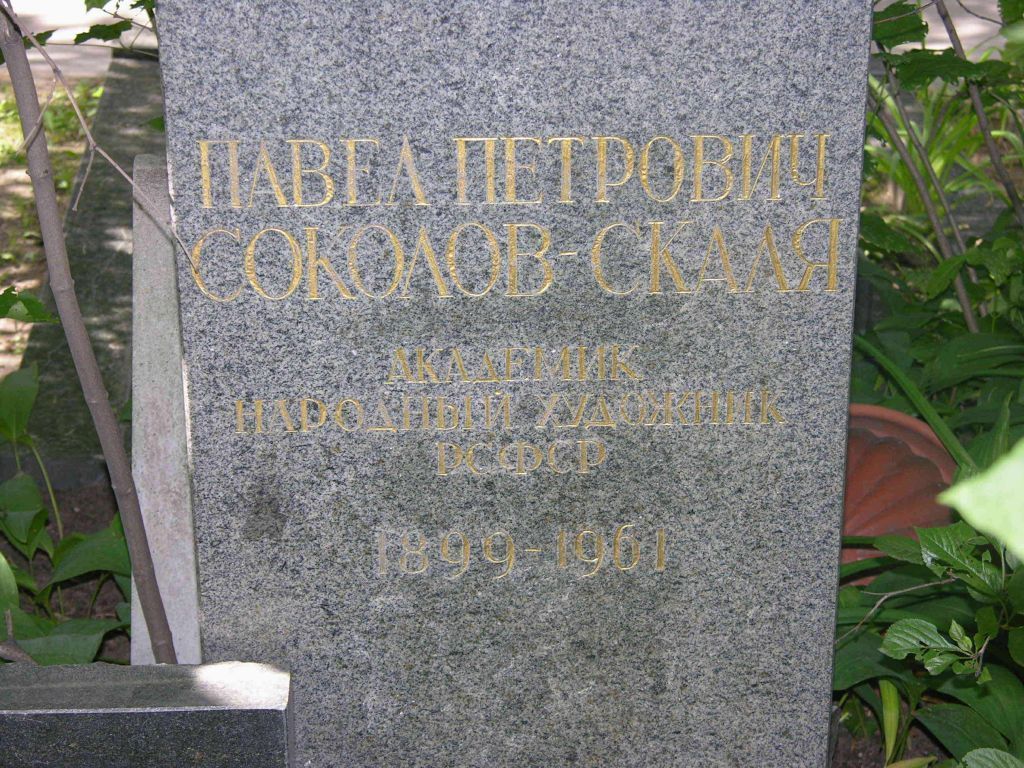 ПАВЕЛ ПЕТРОВИЧ
СОКОЛОВ-СКАЛЯ
АКАДЕМИК
НАРОДНЫЙ ХУДОЖНИК
РСФСР
1899-1961